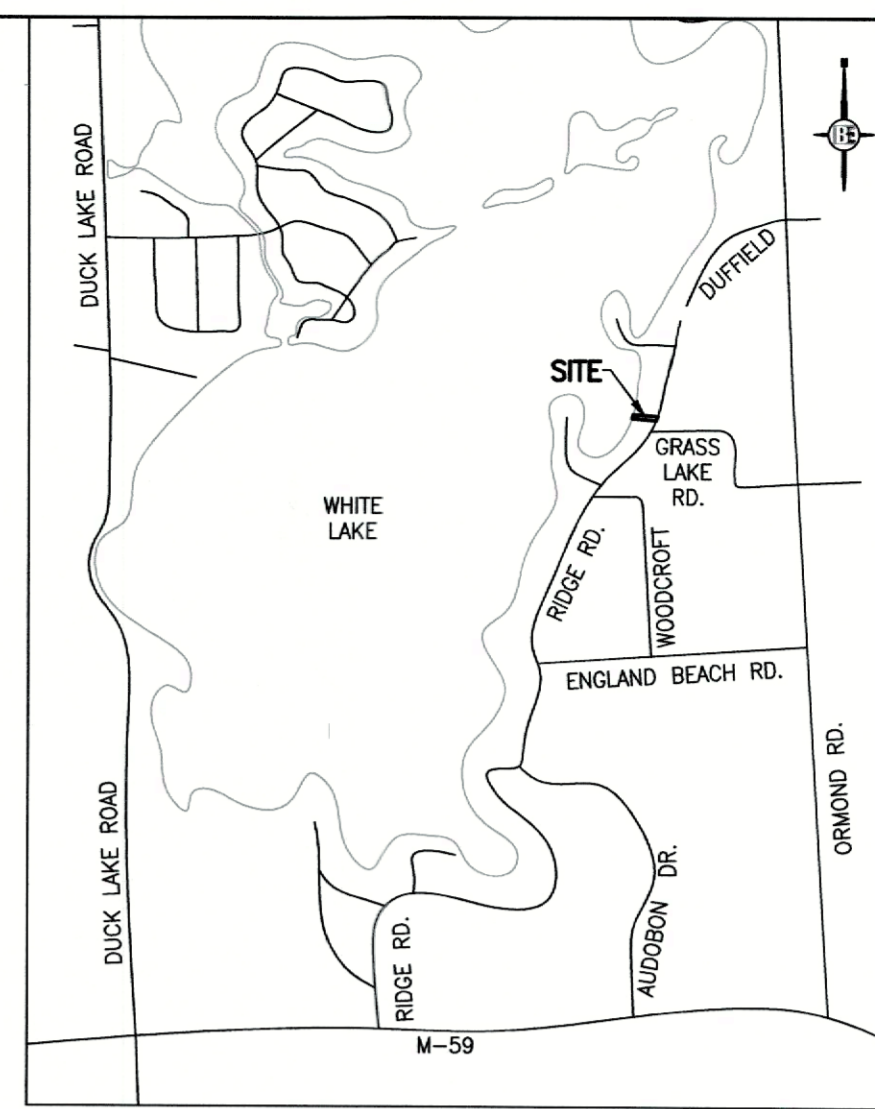 DUCK LAKE ROAD
DUFFIELD
SITE
GRASS
LAKE
RD.
WHITE
LAKE
RIDGE RD.
WOODCROFT
ENGLAND BEACH RD.
ORMOND RD.
DUCK LAKE ROAD
AUDOBON DR.
RIDGE RD.
M-59